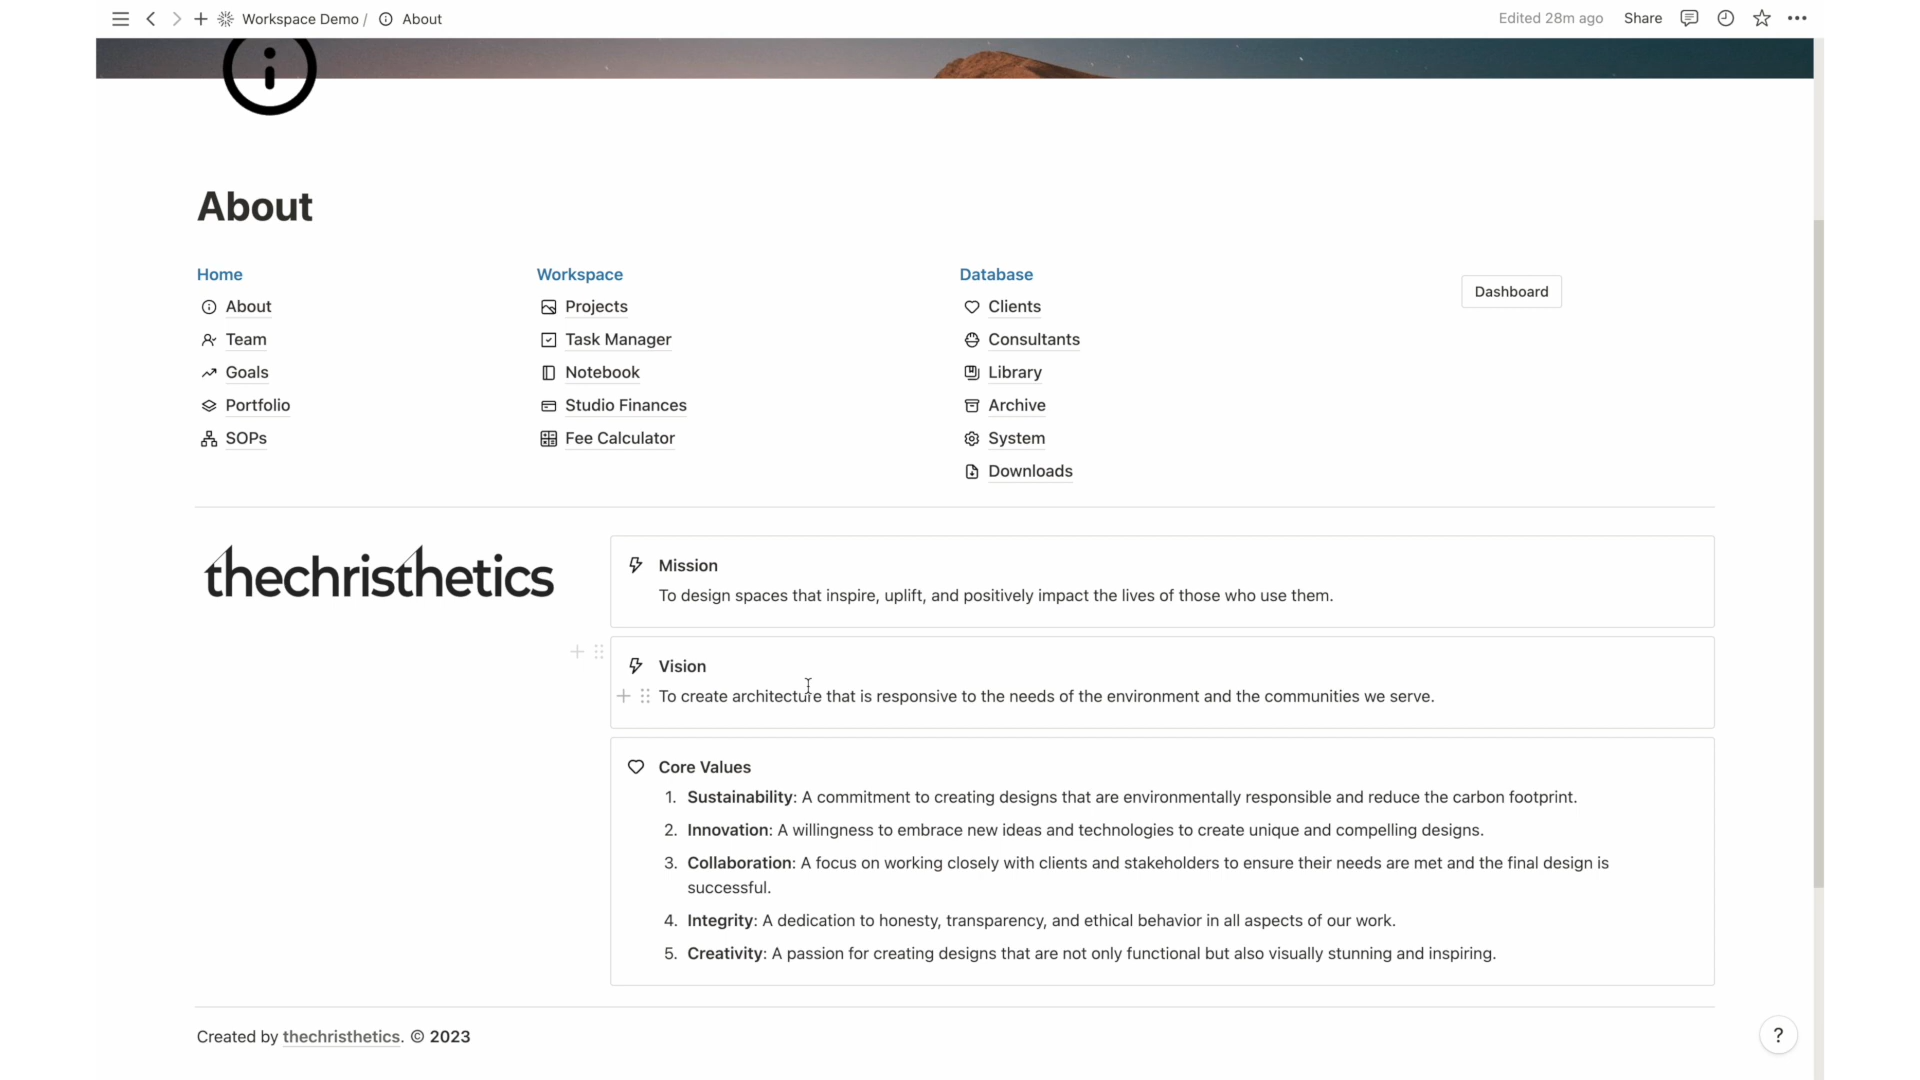 Workspace Demo / About
Edited 28m ago Share
About
Home
About
Team
Goals
Portfolio
SOPs
Workspace
Projects
Task Manager
Notebook
Studio Finances
Fee Calculator
Database
Clients
Consultants
Library
Archive
System
Downloads
Dashboard
thechristhetics
Mission
To design spaces that inspire, uplift, and positively impact the lives of those who use them.
Vision
To create architecture that is responsive to the needs of the environment and the communities we serve.
Core Values
1. Sustainability: A commitment to creating designs that are environmentally responsible and reduce the carbon footprint.
2. Innovation: A willingness to embrace new ideas and technologies to create unique and compelling designs.
3. Collaboration: A focus on working closely with clients and stakeholders to ensure their needs are met and the final design is
successful.
4. Integrity: A dedication to honesty, transparency, and ethical behavior in all aspects of our work.
5. Creativity: A passion for creating designs that are not only functional but also visually stunning and inspiring.
Created by thechristhetics. © 2023
?